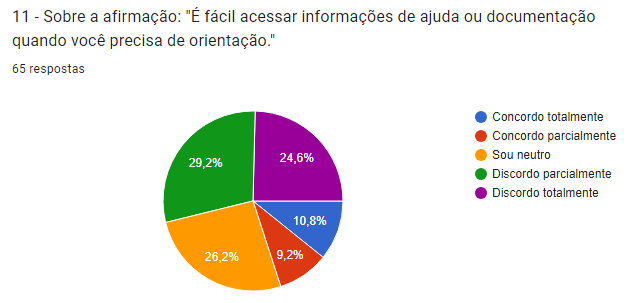 11 - Sobre a afirmação: "É fácil acessar informações de ajuda ou documentação
quando você precisa de orientação."
65 respostas
Concordo totalmente
Concordo parcialmente
Sou neutro
Discordo parcialmente
Discordo totalmente
29,2%
24,6%
10,8%
9,2%
26,2%